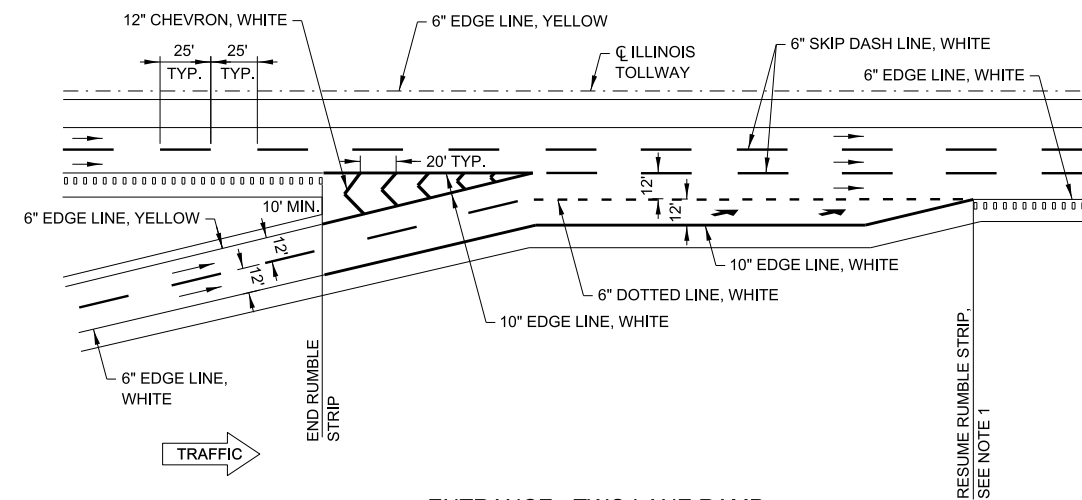 12" CHEVRON, WHITE
6" EDGE LINE, YELLOW
25'
TYP.
25'
TYP.
℄ ILLINOIS
TOLLWAY
6" SKIP DASH LINE, WHITE
6" EDGE LINE, WHITE
20' TYP.
12'
12'
10' MIN.
6" EDGE LINE, YELLOW
12'
12'
10" EDGE LINE, WHITE
6" DOTTED LINE, WHITE
10" EDGE LINE, WHITE
6" EDGE LINE,
WHITE
END RUMBLE
STRIP
RESUME RUMBLE STRIP,
SEE NOTE 1
TRAFFIC